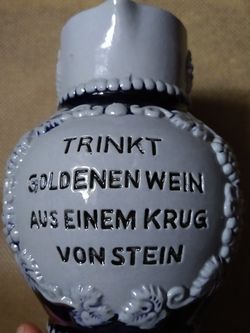 TRINKT
GOLDENEN WEIN
AUS EINEM KRUG
VON STEIN